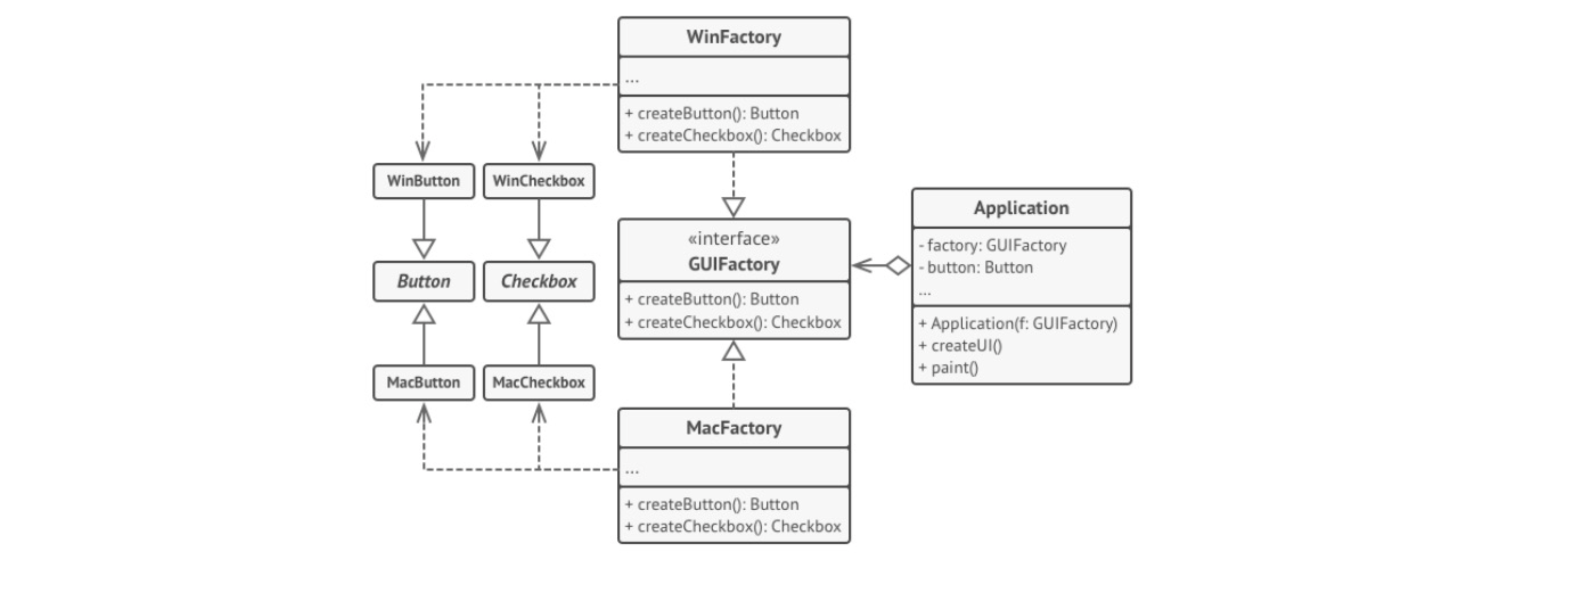 WinFactory
...
+ createButton(): Button
+ createCheckbox(): Checkbox
WinButton
WinCheckbox
Button
Checkbox
MacButton
MacCheckbox
«interface»
GUIFactory
+ createButton(): Button
+ createCheckbox(): Checkbox
Application
- factory: GUIFactory
- button: Button
...
+ Application(f: GUIFactory)
+ createUI()
+ paint()
MacFactory
...
+ createButton(): Button
+ createCheckbox(): Checkbox